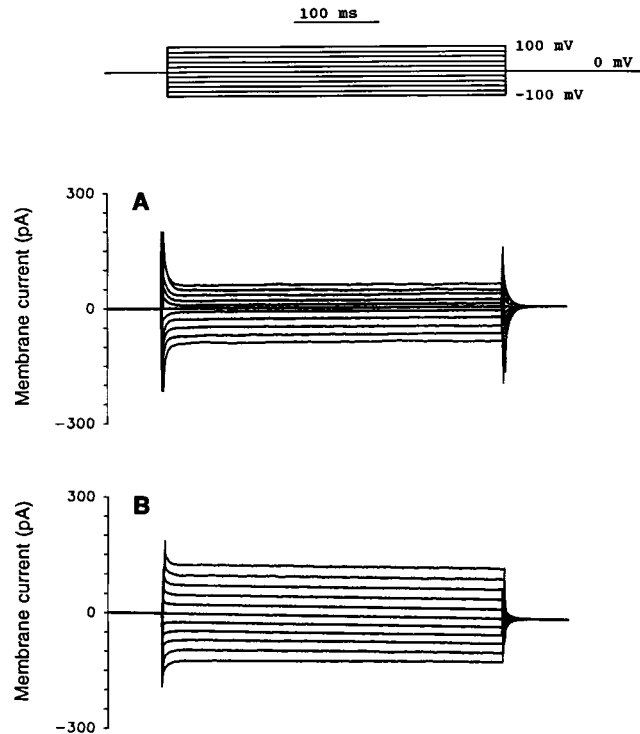 100 ms
100 mV
0 mV
-100 mV
A
300
0
-300
Membrane current (pA)
B
300
0
-300
Membrane current (pA)